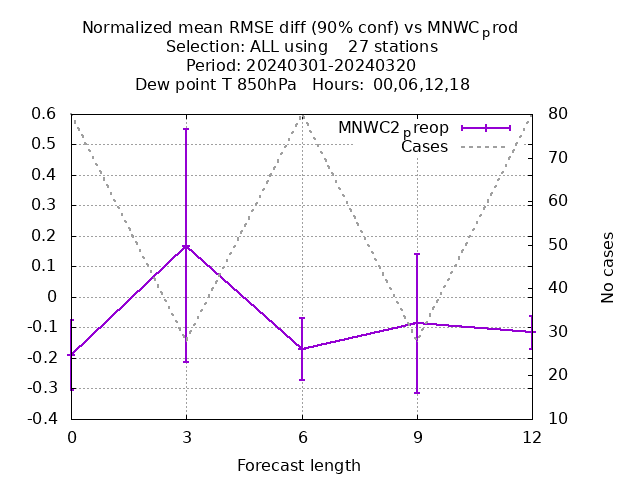 Normalized mean RMSE diff (90% conf) vs MNWCprod
Selection: ALL using 27 stations
Period: 20240301-20240320
Dew point T 850hPa Hours: 00,06,12,18
MNWC2preop
Cases
0.6
0.5
0.4
0.3
0.2
0.1
0
-0.1
-0.2
-0.3
-0.4
80
70
60
50
40
30
20
10
No cases
0 3 6 9 12
Forecast length